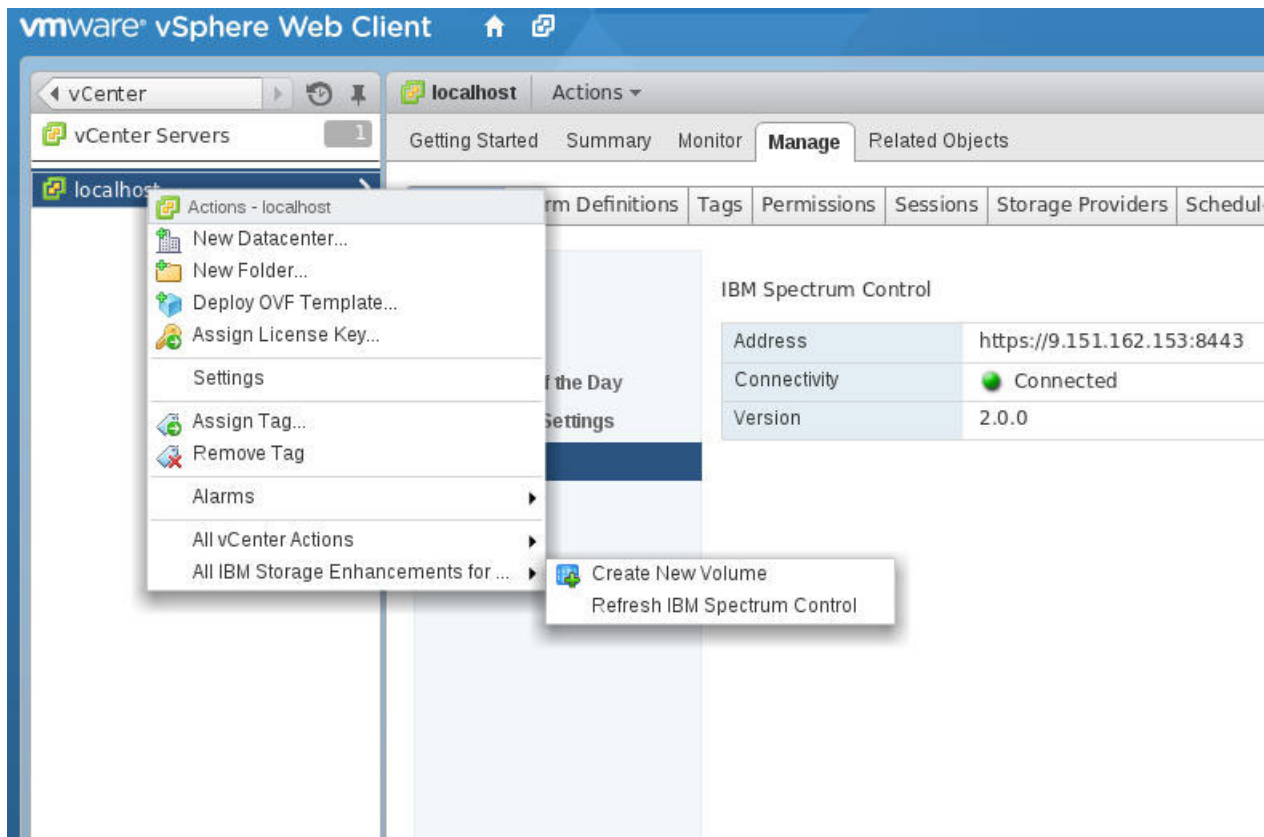 vmware® vSphere Web Client
vCenter
localhost Actions
vCenter Servers 1
Getting Started Summary Monitor Manage Related Objects
localhost
Actions - localhost
rm Definitions Tags Permissions Sessions Storage Providers Schedul
New Datacenter...
New Folder...
Deploy OVF Template...
Assign License Key...
Settings
Assign Tag...
Remove Tag
Alarms
All vCenter Actions
All IBM Storage Enhancements for ...
Create New Volume
Refresh IBM Spectrum Control
f the Day
Settings
IBM Spectrum Control
Address https://9.151.162.153:8443
Connectivity Connected
Version 2.0.0